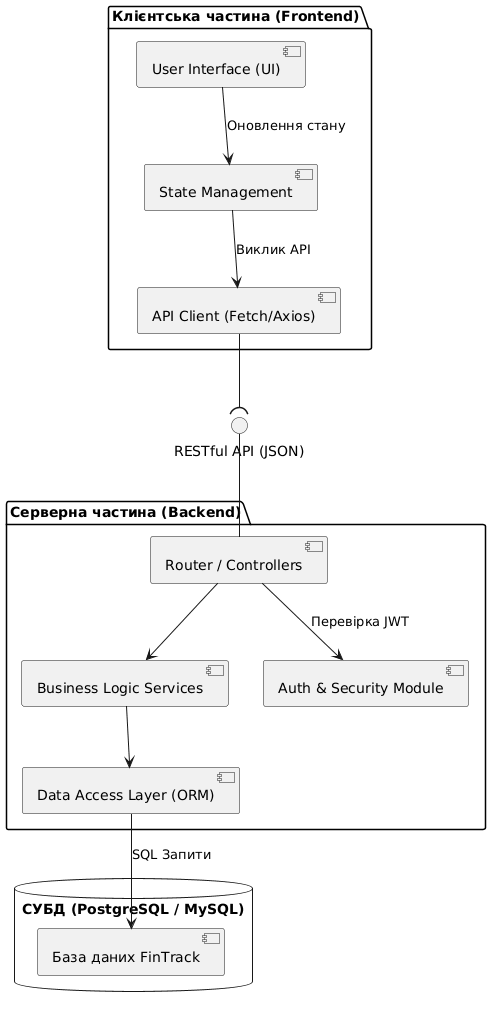 Клієнтська частина (Frontend)
User Interface (UI)
Оновлення стану
State Management
Виклик API
API Client (Fetch/Axios)
RESTful API (JSON)
Серверна частина (Backend)
Router / Controllers
Перевірка JWT
Business Logic Services
Auth & Security Module
Data Access Layer (ORM)
SQL Запити
СУБД (PostgreSQL / MySQL)
База даних FinTrack